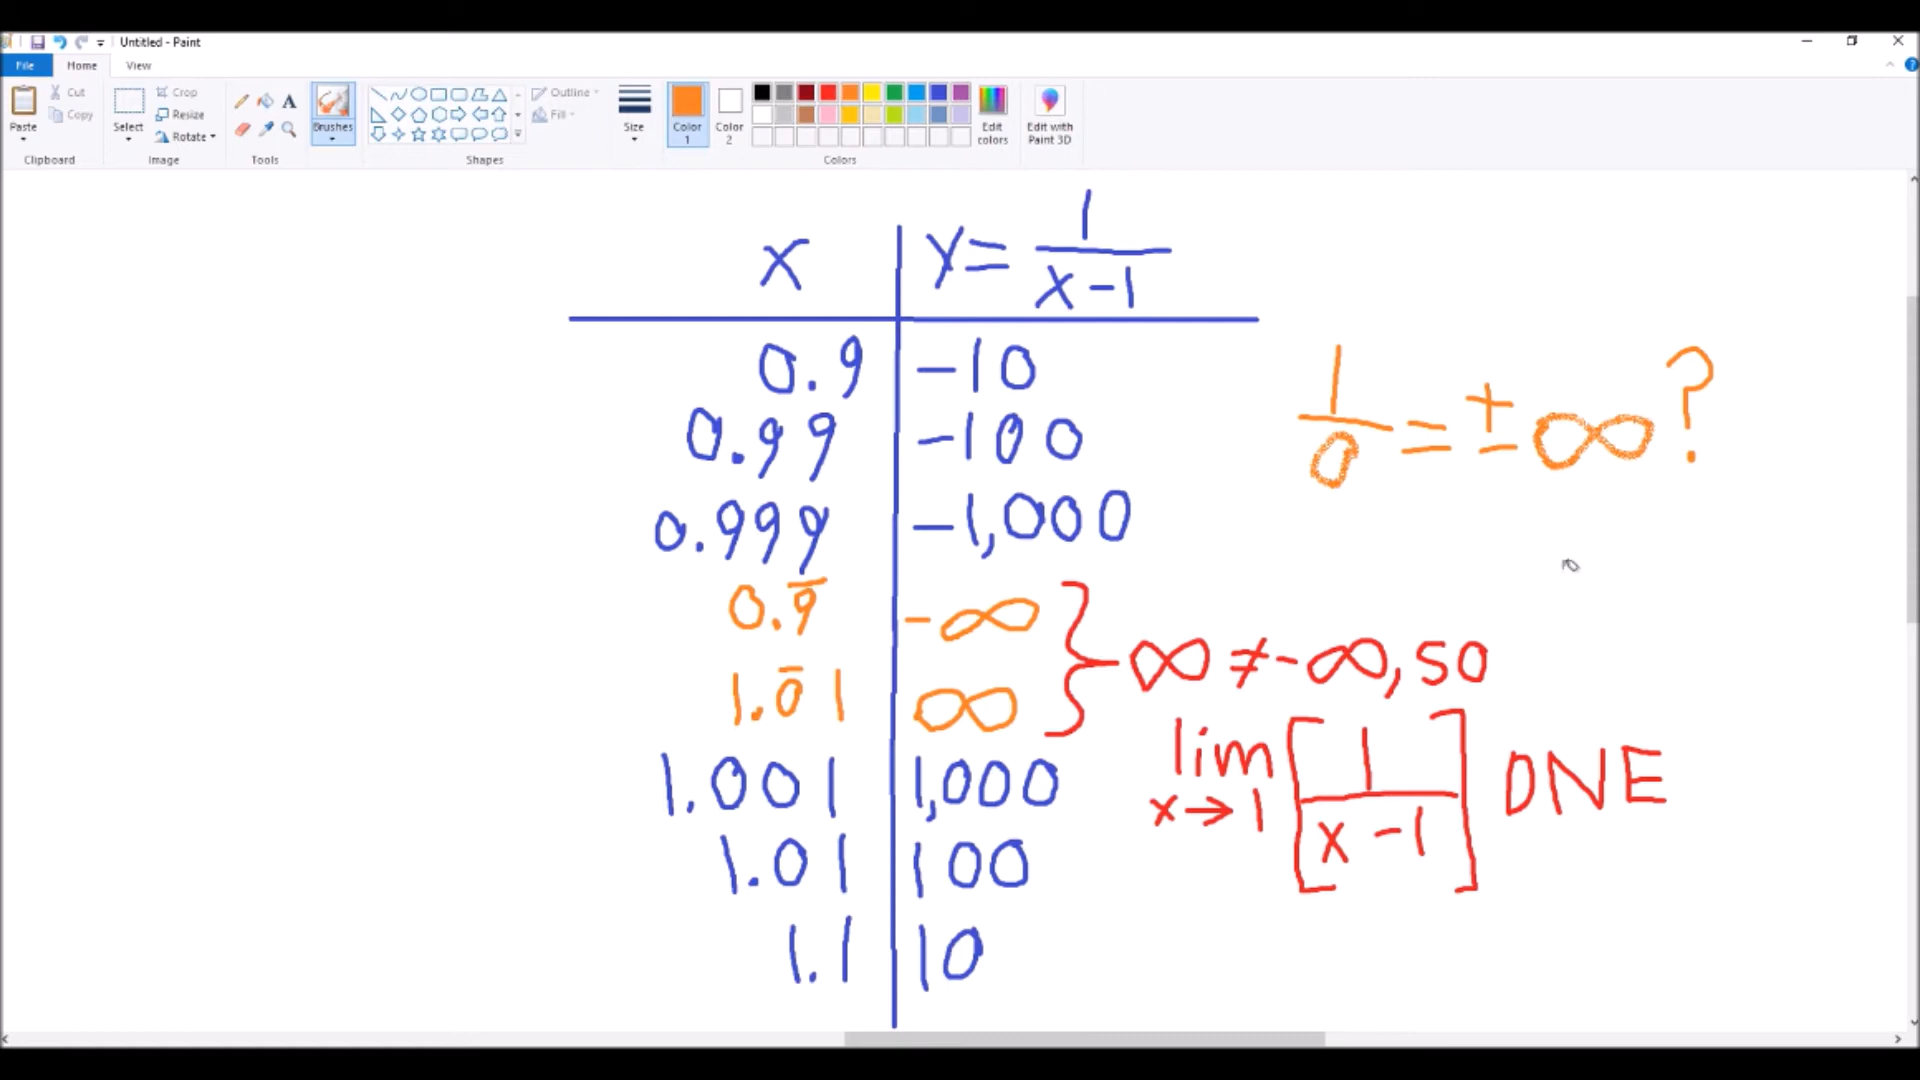 Untitled - Paint
File Home View
Paste Cut Copy Clipboard
Select Crop Resize Rotate Image
A Tools
Brushes
Shapes Outline Fill
Size
Color 1 Color 2 Colors
Edit colors
Edit with Paint 3D
x | y = 1/(x-1)
0.9 | -10
0.99 | -100
0.999 | -1,000
0.9̅ | -∞
1.0̅1 | ∞
1.001 | 1,000
1.01 | 100
1.1 | 10
1/0 = ±∞?
∞ ≠ -∞, SO
lim x→1 [1/(x-1)] DNE